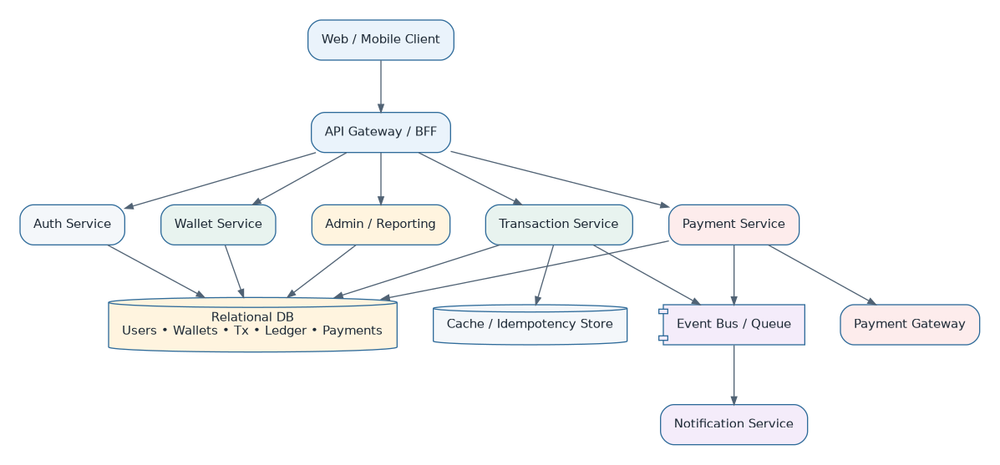 Web / Mobile Client
API Gateway / BFF
Auth Service
Wallet Service
Admin / Reporting
Transaction Service
Payment Service
Relational DB
Users • Wallets • Tx • Ledger • Payments
Cache / Idempotency Store
Event Bus / Queue
Payment Gateway
Notification Service